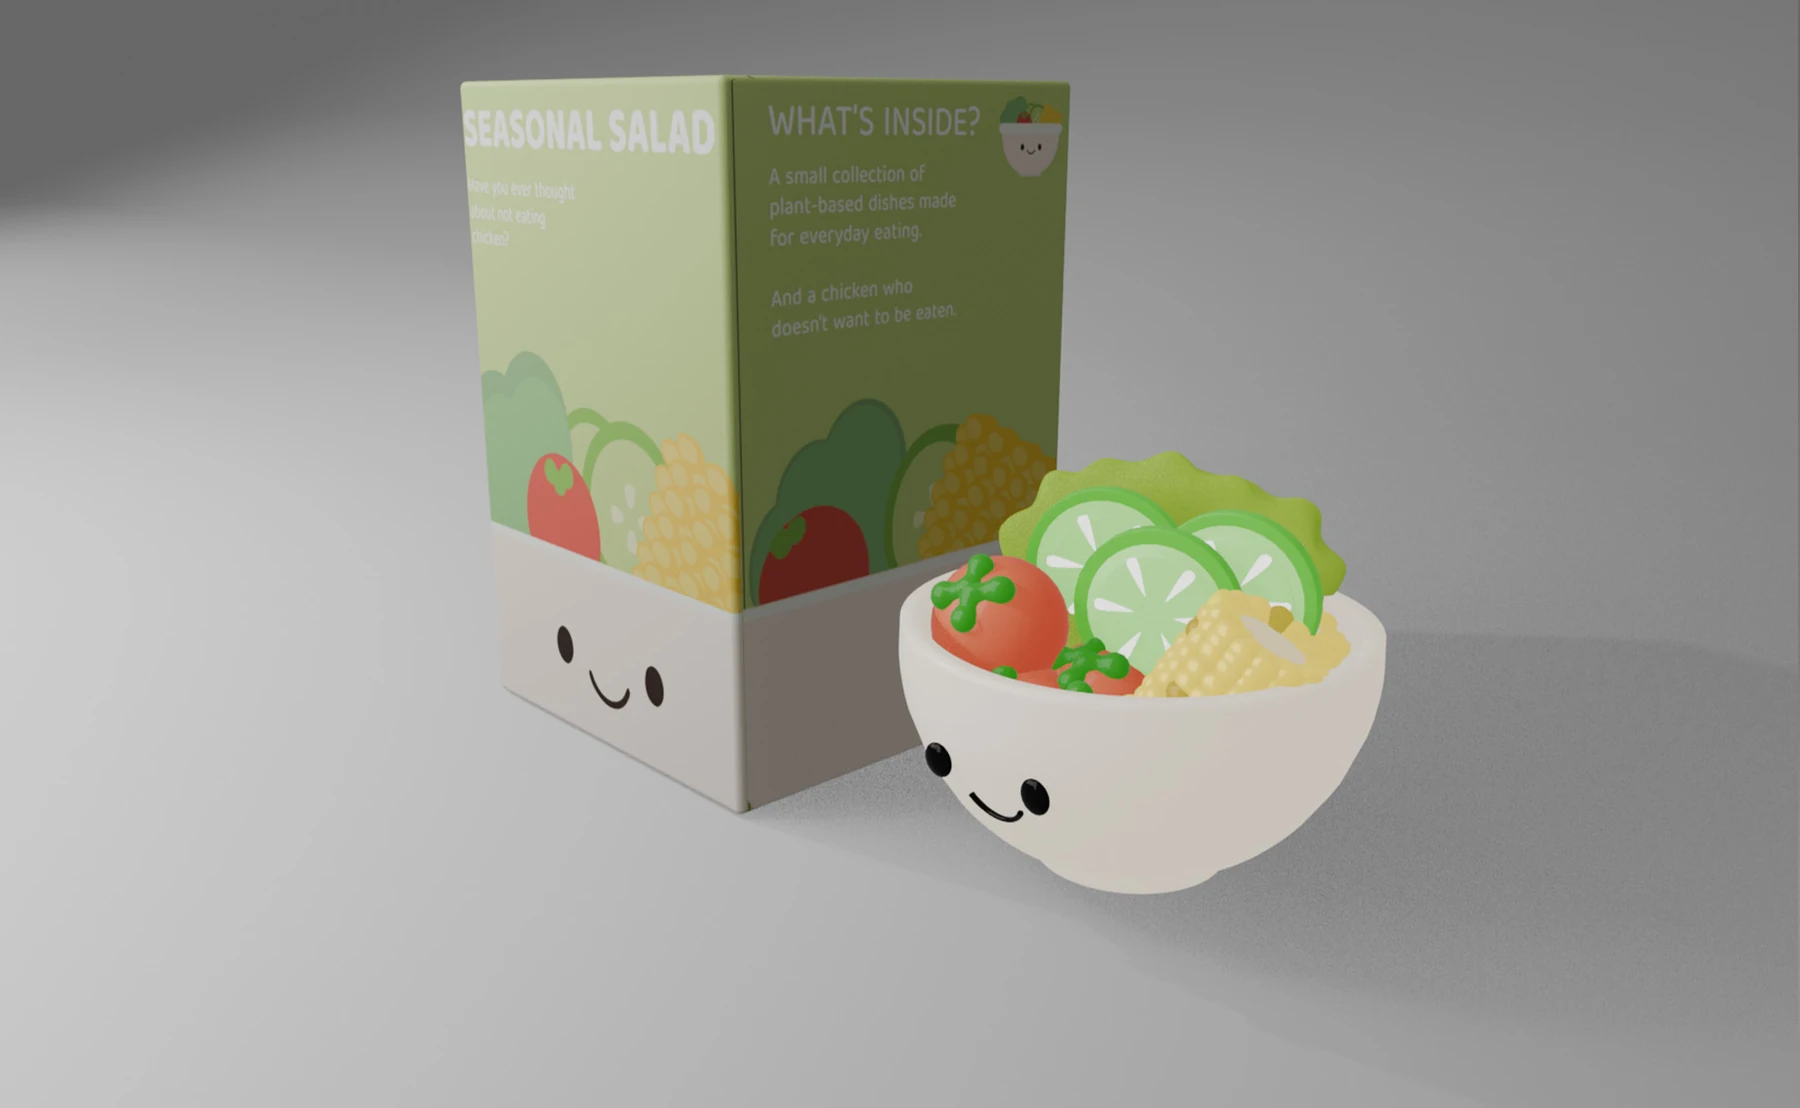 SEASONAL SALAD
Have you ever thought
about not eating
chicken?
WHAT'S INSIDE?
A small collection of
plant-based dishes made
for everyday eating.
And a chicken who
doesn't want to be eaten.